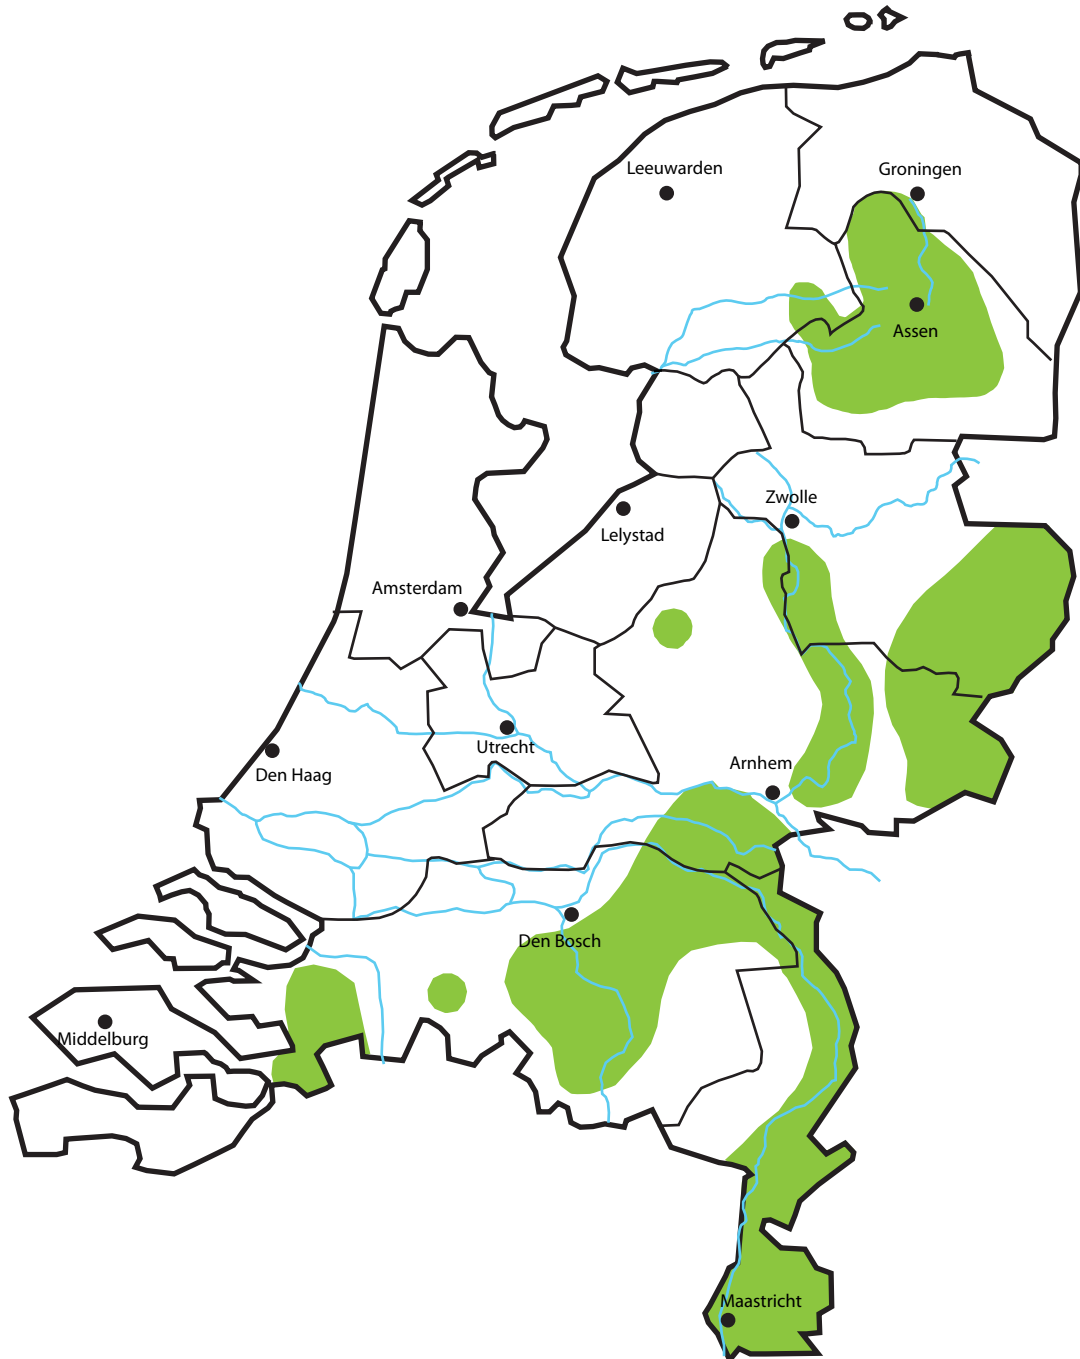 Leeuwarden
Groningen
Assen
Zwolle
Lelystad
Amsterdam
Utrecht
Den Haag
Arnhem
Den Bosch
Middelburg
Maastricht